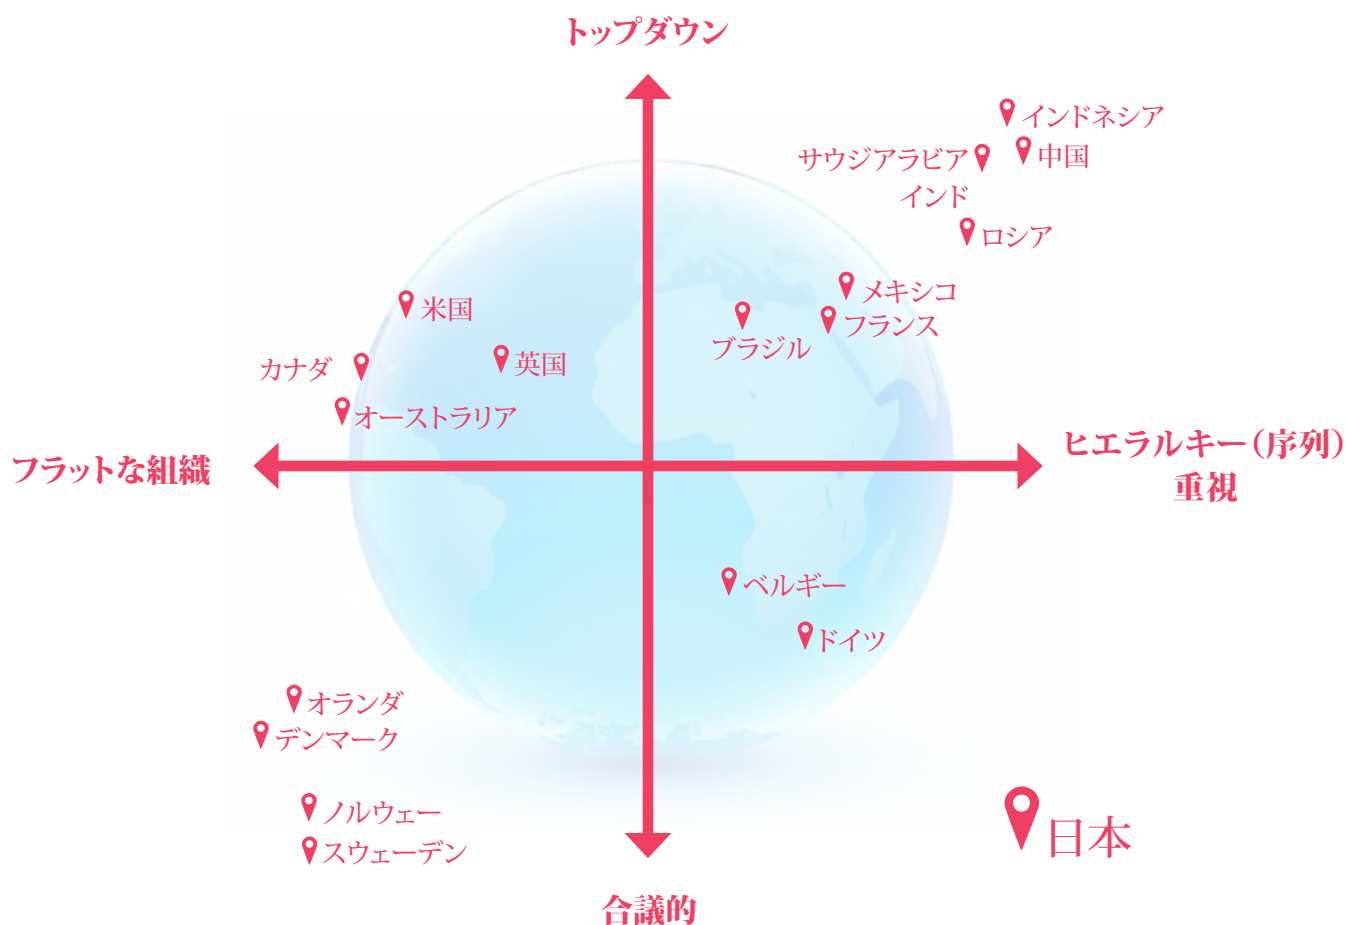 トップダウン
インドネシア
サウジアラビア
中国
インド
ロシア
メキシコ
フランス
ブラジル
米国
英国
カナダ
オーストラリア
フラットな組織
ヒエラルキー（序列）
重視
ベルギー
ドイツ
オランダ
デンマーク
ノルウェー
スウェーデン
日本
合議的